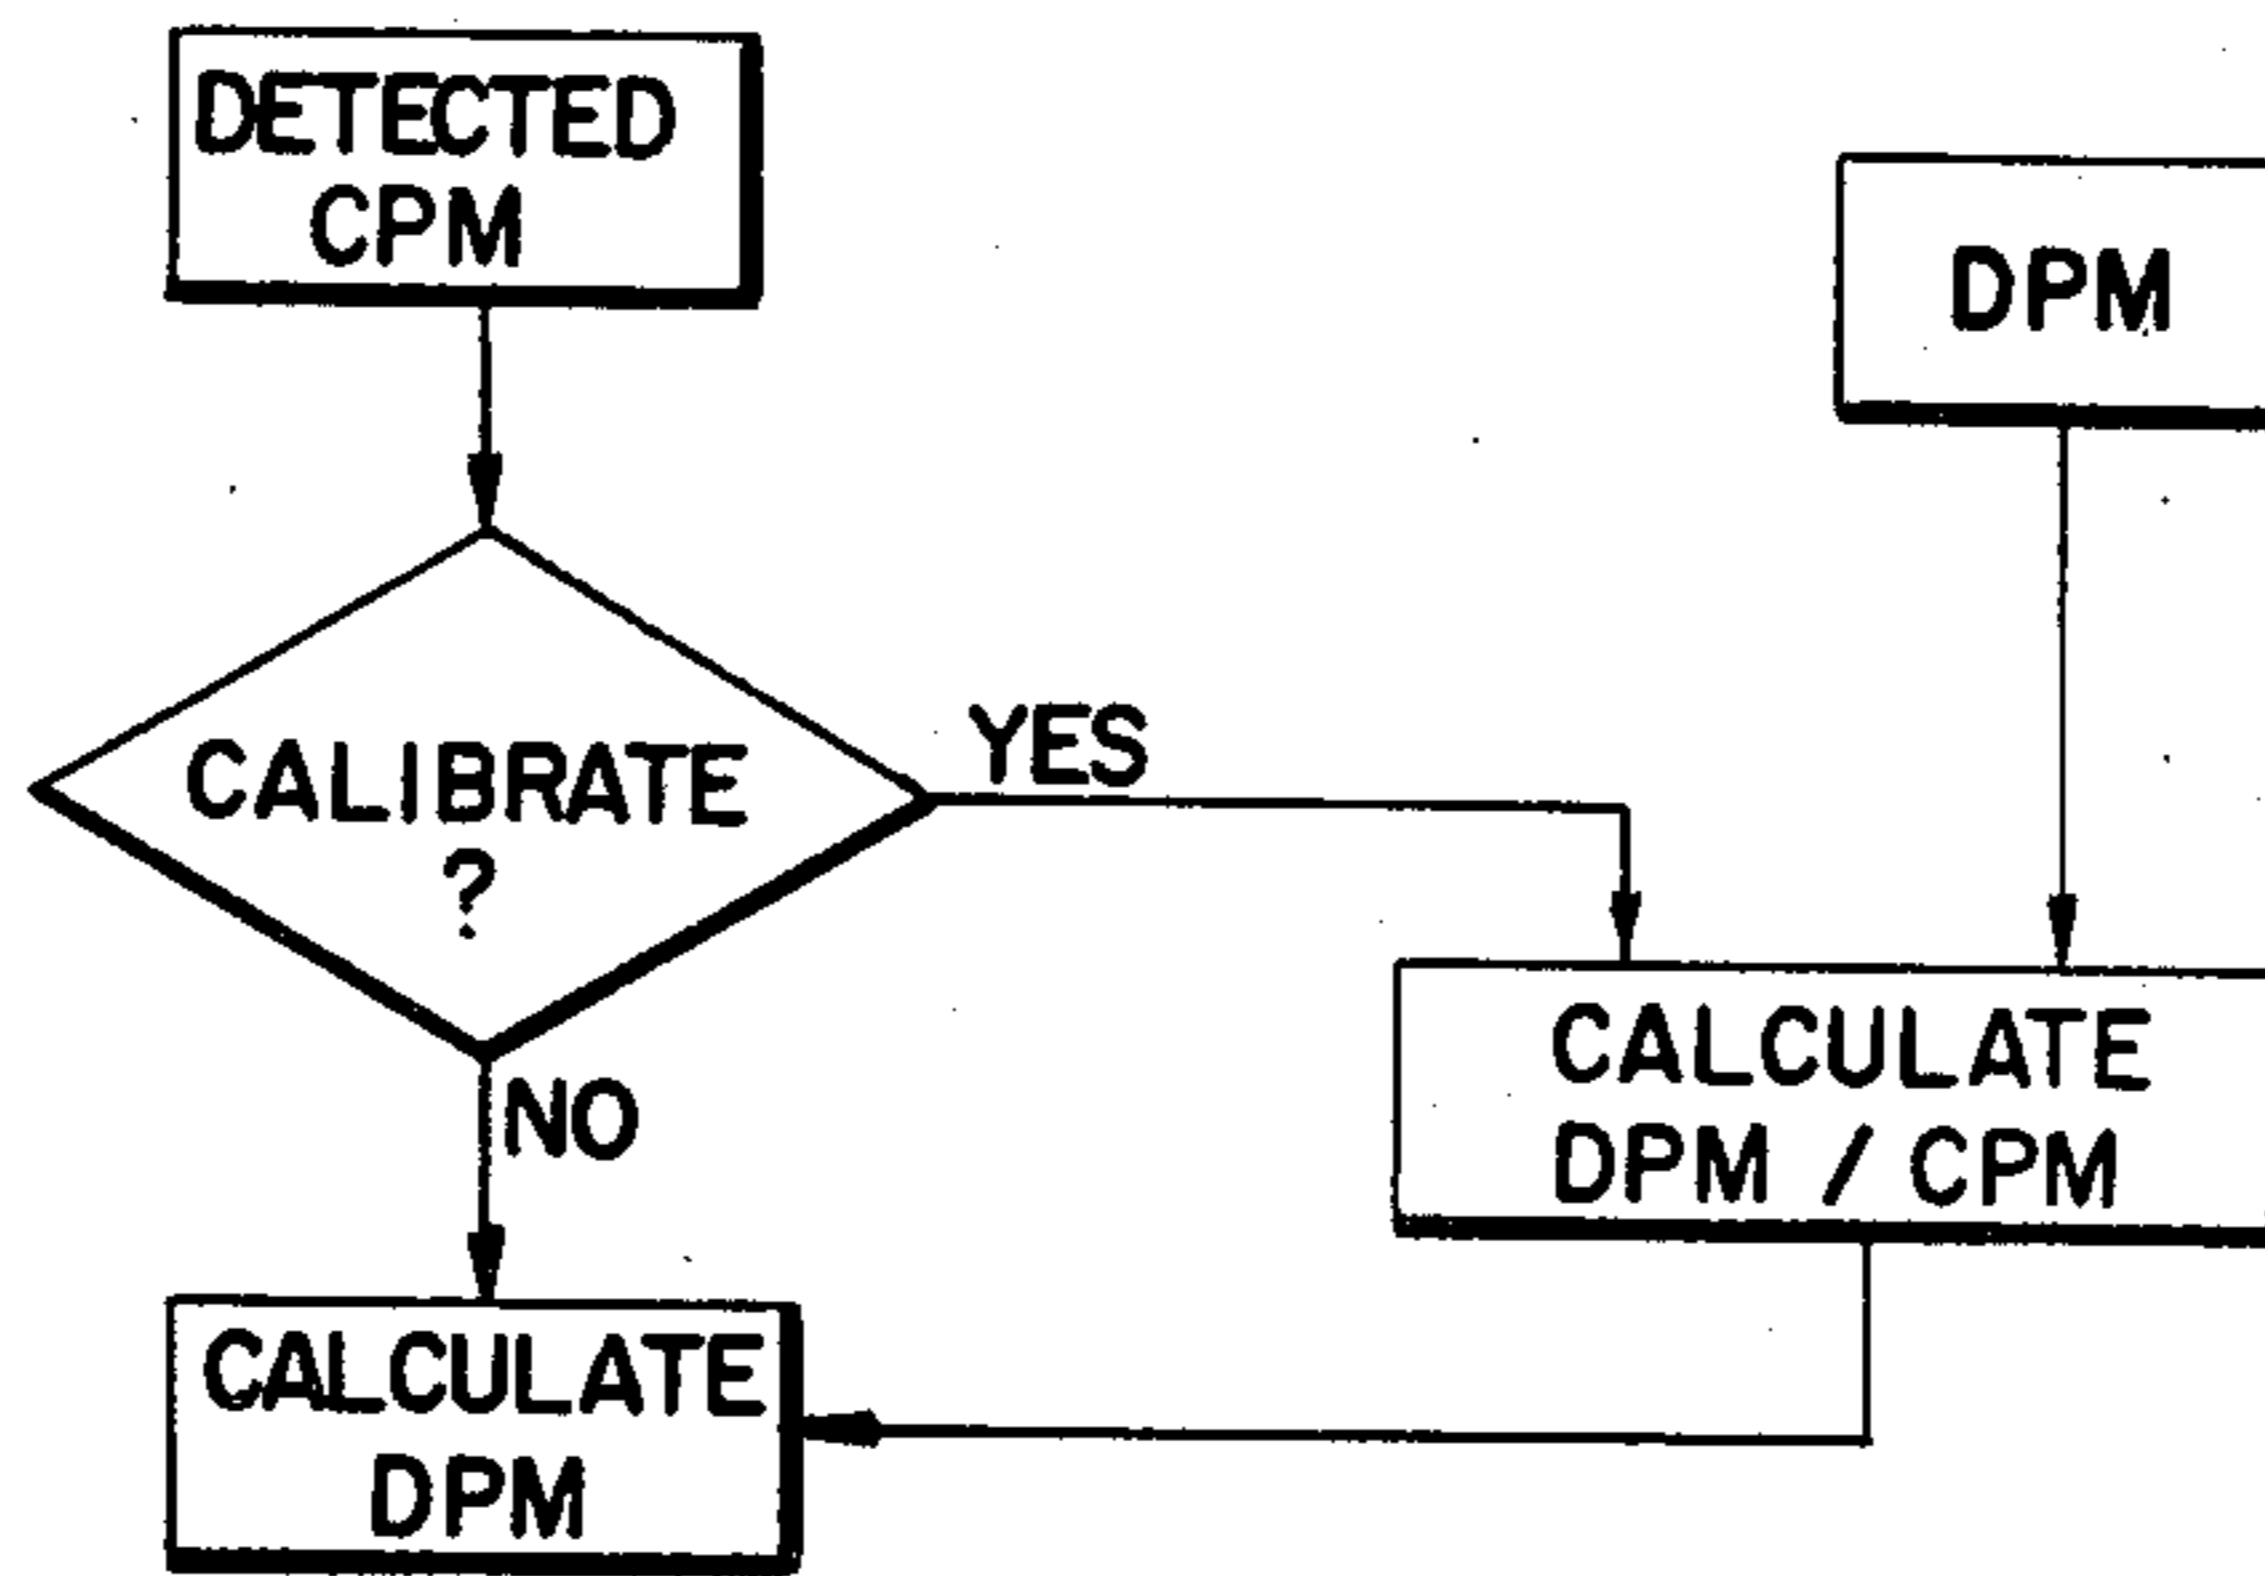 DETECTED
CPM
DPM
CALIBRATE
?
YES
NO
CALCULATE
DPM / CPM
CALCULATE
DPM